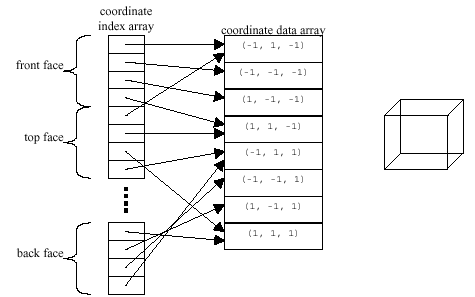 coordinate
index array
coordinate data array
front face
top face
back face
(-1, 1, -1)
(-1, -1, -1)
(1, -1, -1)
(1, 1, -1)
(-1, 1, 1)
(-1, -1, 1)
(1, -1, 1)
(1, 1, 1)